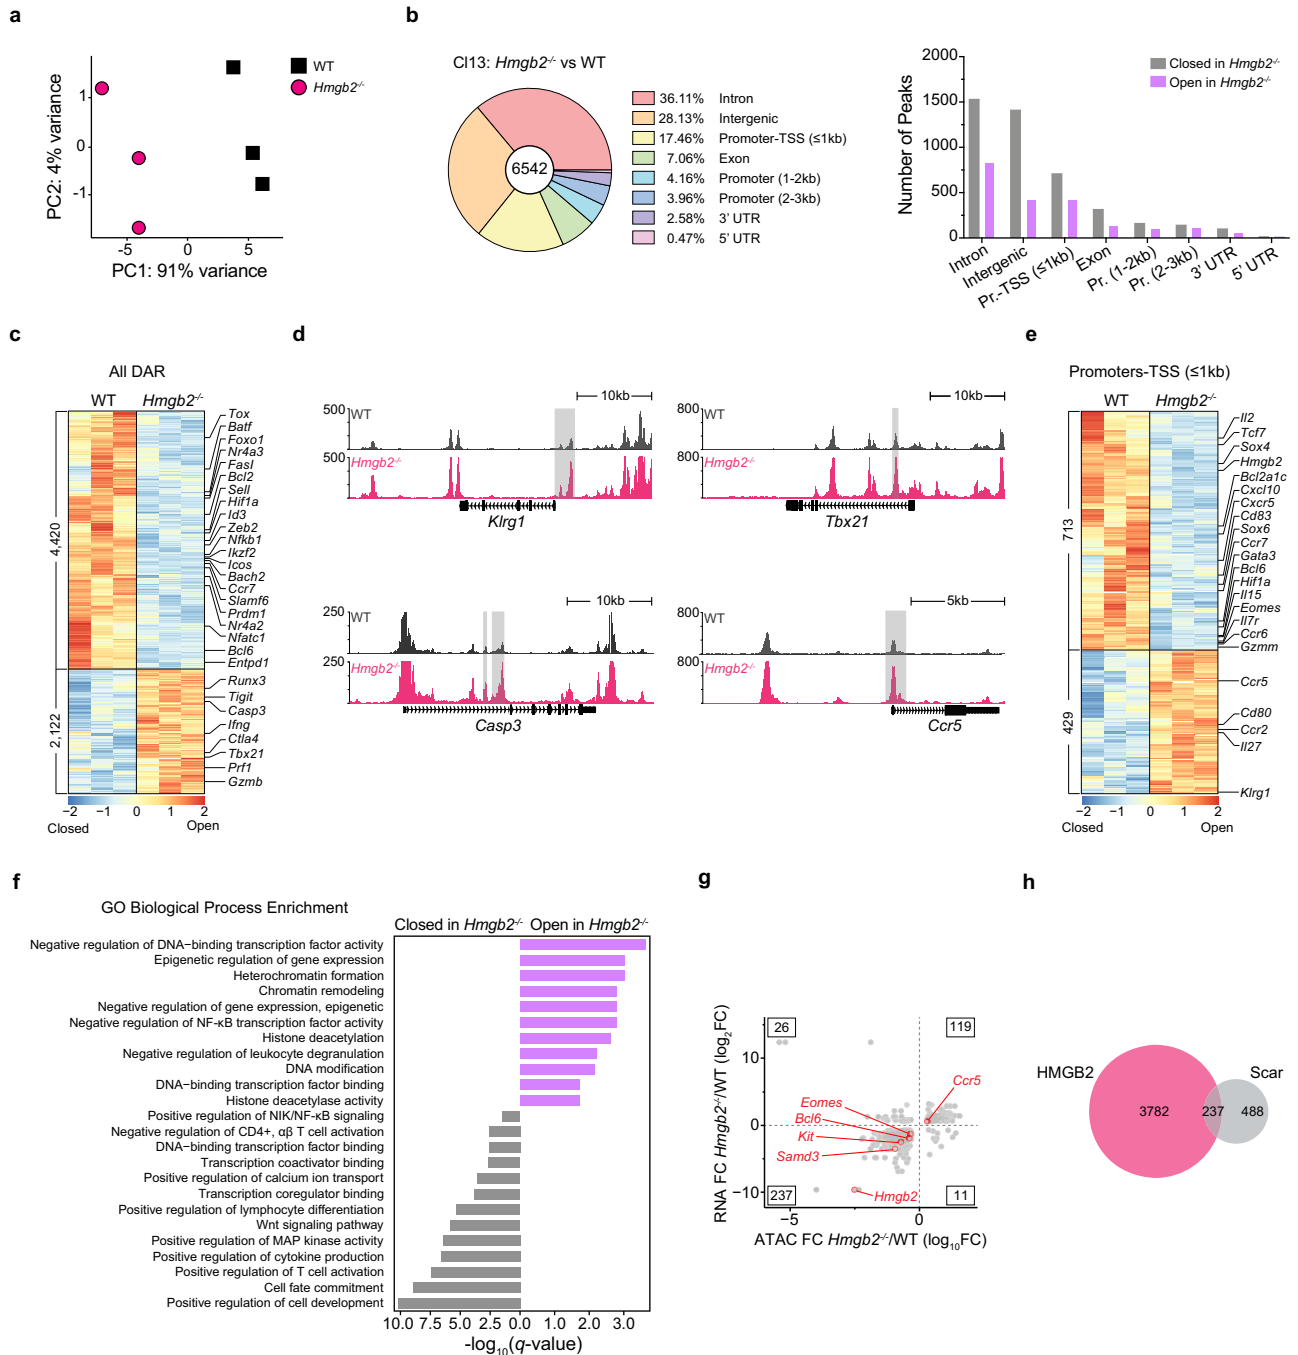 a
PC2: 4% variance
1
0
-1
-5
0
5
PC1: 91% variance
WT
Hmgb2-/-
b
Cl13: Hmgb2-/- vs WT
6542
36.11% Intron
28.13% Intergenic
17.46% Promoter-TSS (≤1kb)
7.06% Exon
4.16% Promoter (1-2kb)
3.96% Promoter (2-3kb)
2.58% 3' UTR
0.47% 5' UTR
Number of Peaks
2000
1500
1000
500
0
Closed in Hmgb2-/-
Open in Hmgb2-/-
Intron
Intergenic
Pr.-TSS (≤1kb)
Exon
Pr. (1-2kb)
Pr. (2-3kb)
3' UTR
5' UTR
c
All DAR
WT Hmgb2-/-
4,420
2,122
Tox
Batf
Foxo1
Nr4a3
Fasl
Bcl2
Sell
Hif1a
Id3
Zeb2
Nfkb1
Ikzf2
Icos
Bach2
Ccr7
Slamf6
Prdm1
Nr4a2
Nfatc1
Bcl6
Entpd1
Runx3
Tigit
Casp3
Ifng
Ctla4
Tbx21
Prf1
Gzmb
−2 −1 0 1 2
Closed Open
d
10kb
500
WT
500
Hmgb2-/-
Klrg1
10kb
800
WT
800
Hmgb2-/-
Tbx21
10kb
250
WT
250
Hmgb2-/-
Casp3
5kb
800
WT
800
Hmgb2-/-
Ccr5
e
Promoters-TSS (≤1kb)
WT Hmgb2-/-
713
429
Il2
Tcf7
Sox4
Hmgb2
Bcl2a1c
Cxcl10
Cxcr5
Cd83
Sox6
Ccr7
Gata3
Bcl6
Hif1a
Il15
Eomes
Il7r
Ccr6
Gzmm
Ccr5
Cd80
Ccr2
Il27
Klrg1
−2 −1 0 1 2
Closed Open
f
GO Biological Process Enrichment
Closed in Hmgb2-/- Open in Hmgb2-/-
Negative regulation of DNA−binding transcription factor activity
Epigenetic regulation of gene expression
Heterochromatin formation
Chromatin remodeling
Negative regulation of gene expression, epigenetic
Negative regulation of NF-κB transcription factor activity
Histone deacetylation
Negative regulation of leukocyte degranulation
DNA modification
DNA−binding transcription factor binding
Histone deacetylase activity
Positive regulation of NIK/NF-κB signaling
Negative regulation of CD4+, αβ T cell activation
DNA−binding transcription factor binding
Transcription coactivator binding
Positive regulation of calcium ion transport
Transcription coregulator binding
Positive regulation of lymphocyte differentiation
Wnt signaling pathway
Positive regulation of MAP kinase activity
Positive regulation of cytokine production
Positive regulation of T cell activation
Cell fate commitment
Positive regulation of cell development
10.0 7.5 5.0 2.5 0.0 1.0 2.0 3.0
-log10(q-value)
g
RNA FC Hmgb2-/-/WT (log2FC)
10
0
−10
26
119
237
11
Ccr5
Eomes
Bcl6
Kit
Samd3
Hmgb2
−5
0
ATAC FC Hmgb2-/-/WT (log10FC)
h
HMGB2
Scar
3782
237
488